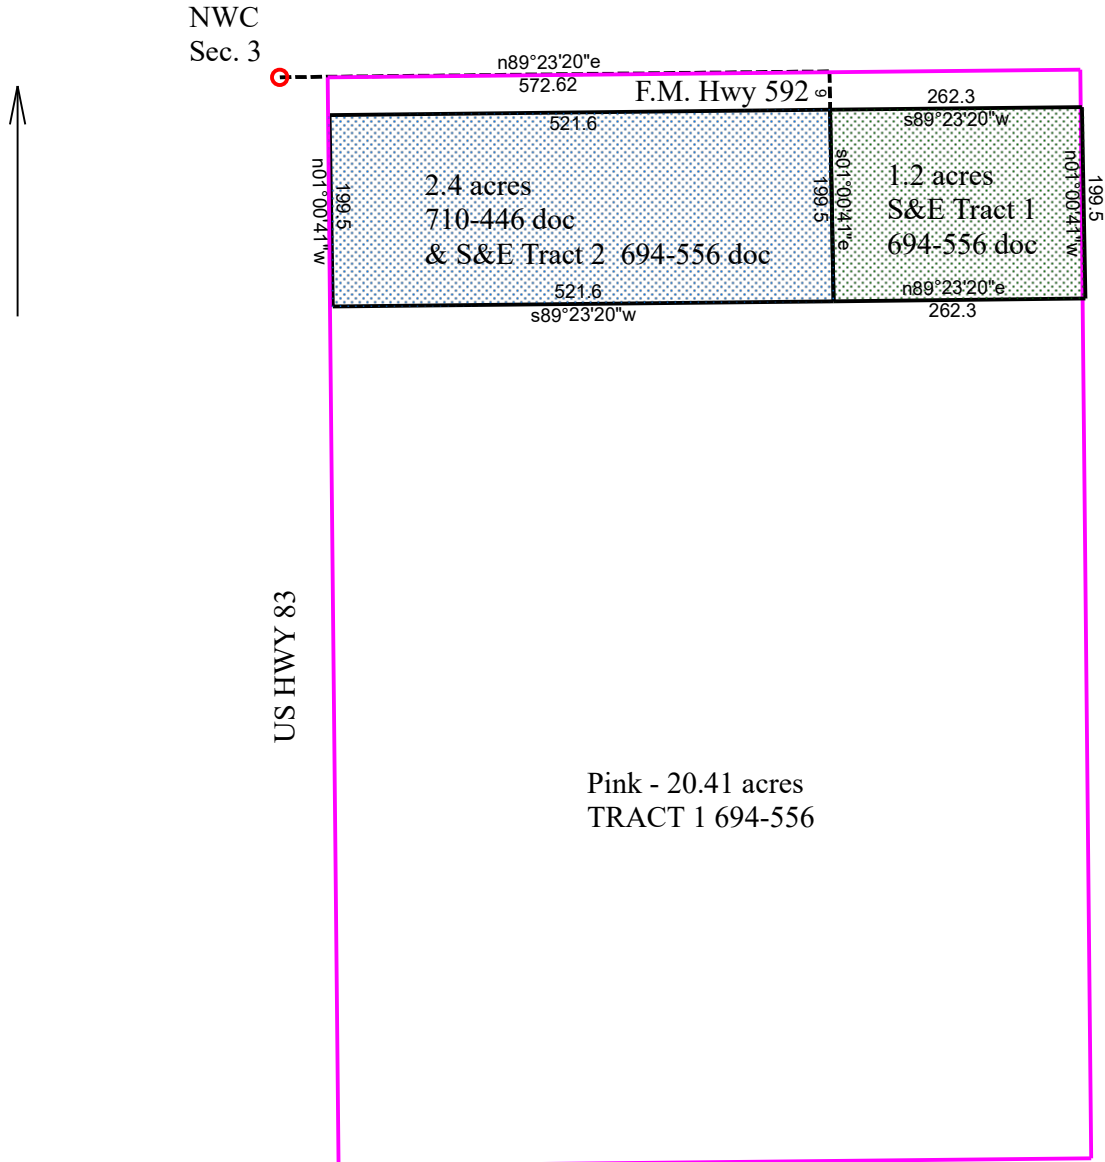 NWC
Sec. 3
n89°23'20"e
572.62
F.M. Hwy 592
9
262.3
s89°23'20"w
521.6
n01°00'41"w
199.5
2.4 acres
710-446 doc
& S&E Tract 2 694-556 doc
199.5
s01°00'41"e
1.2 acres
S&E Tract 1
694-556 doc
n01°00'41"w
199.5
521.6
s89°23'20"w
n89°23'20"e
262.3
US HWY 83
Pink - 20.41 acres
TRACT 1 694-556